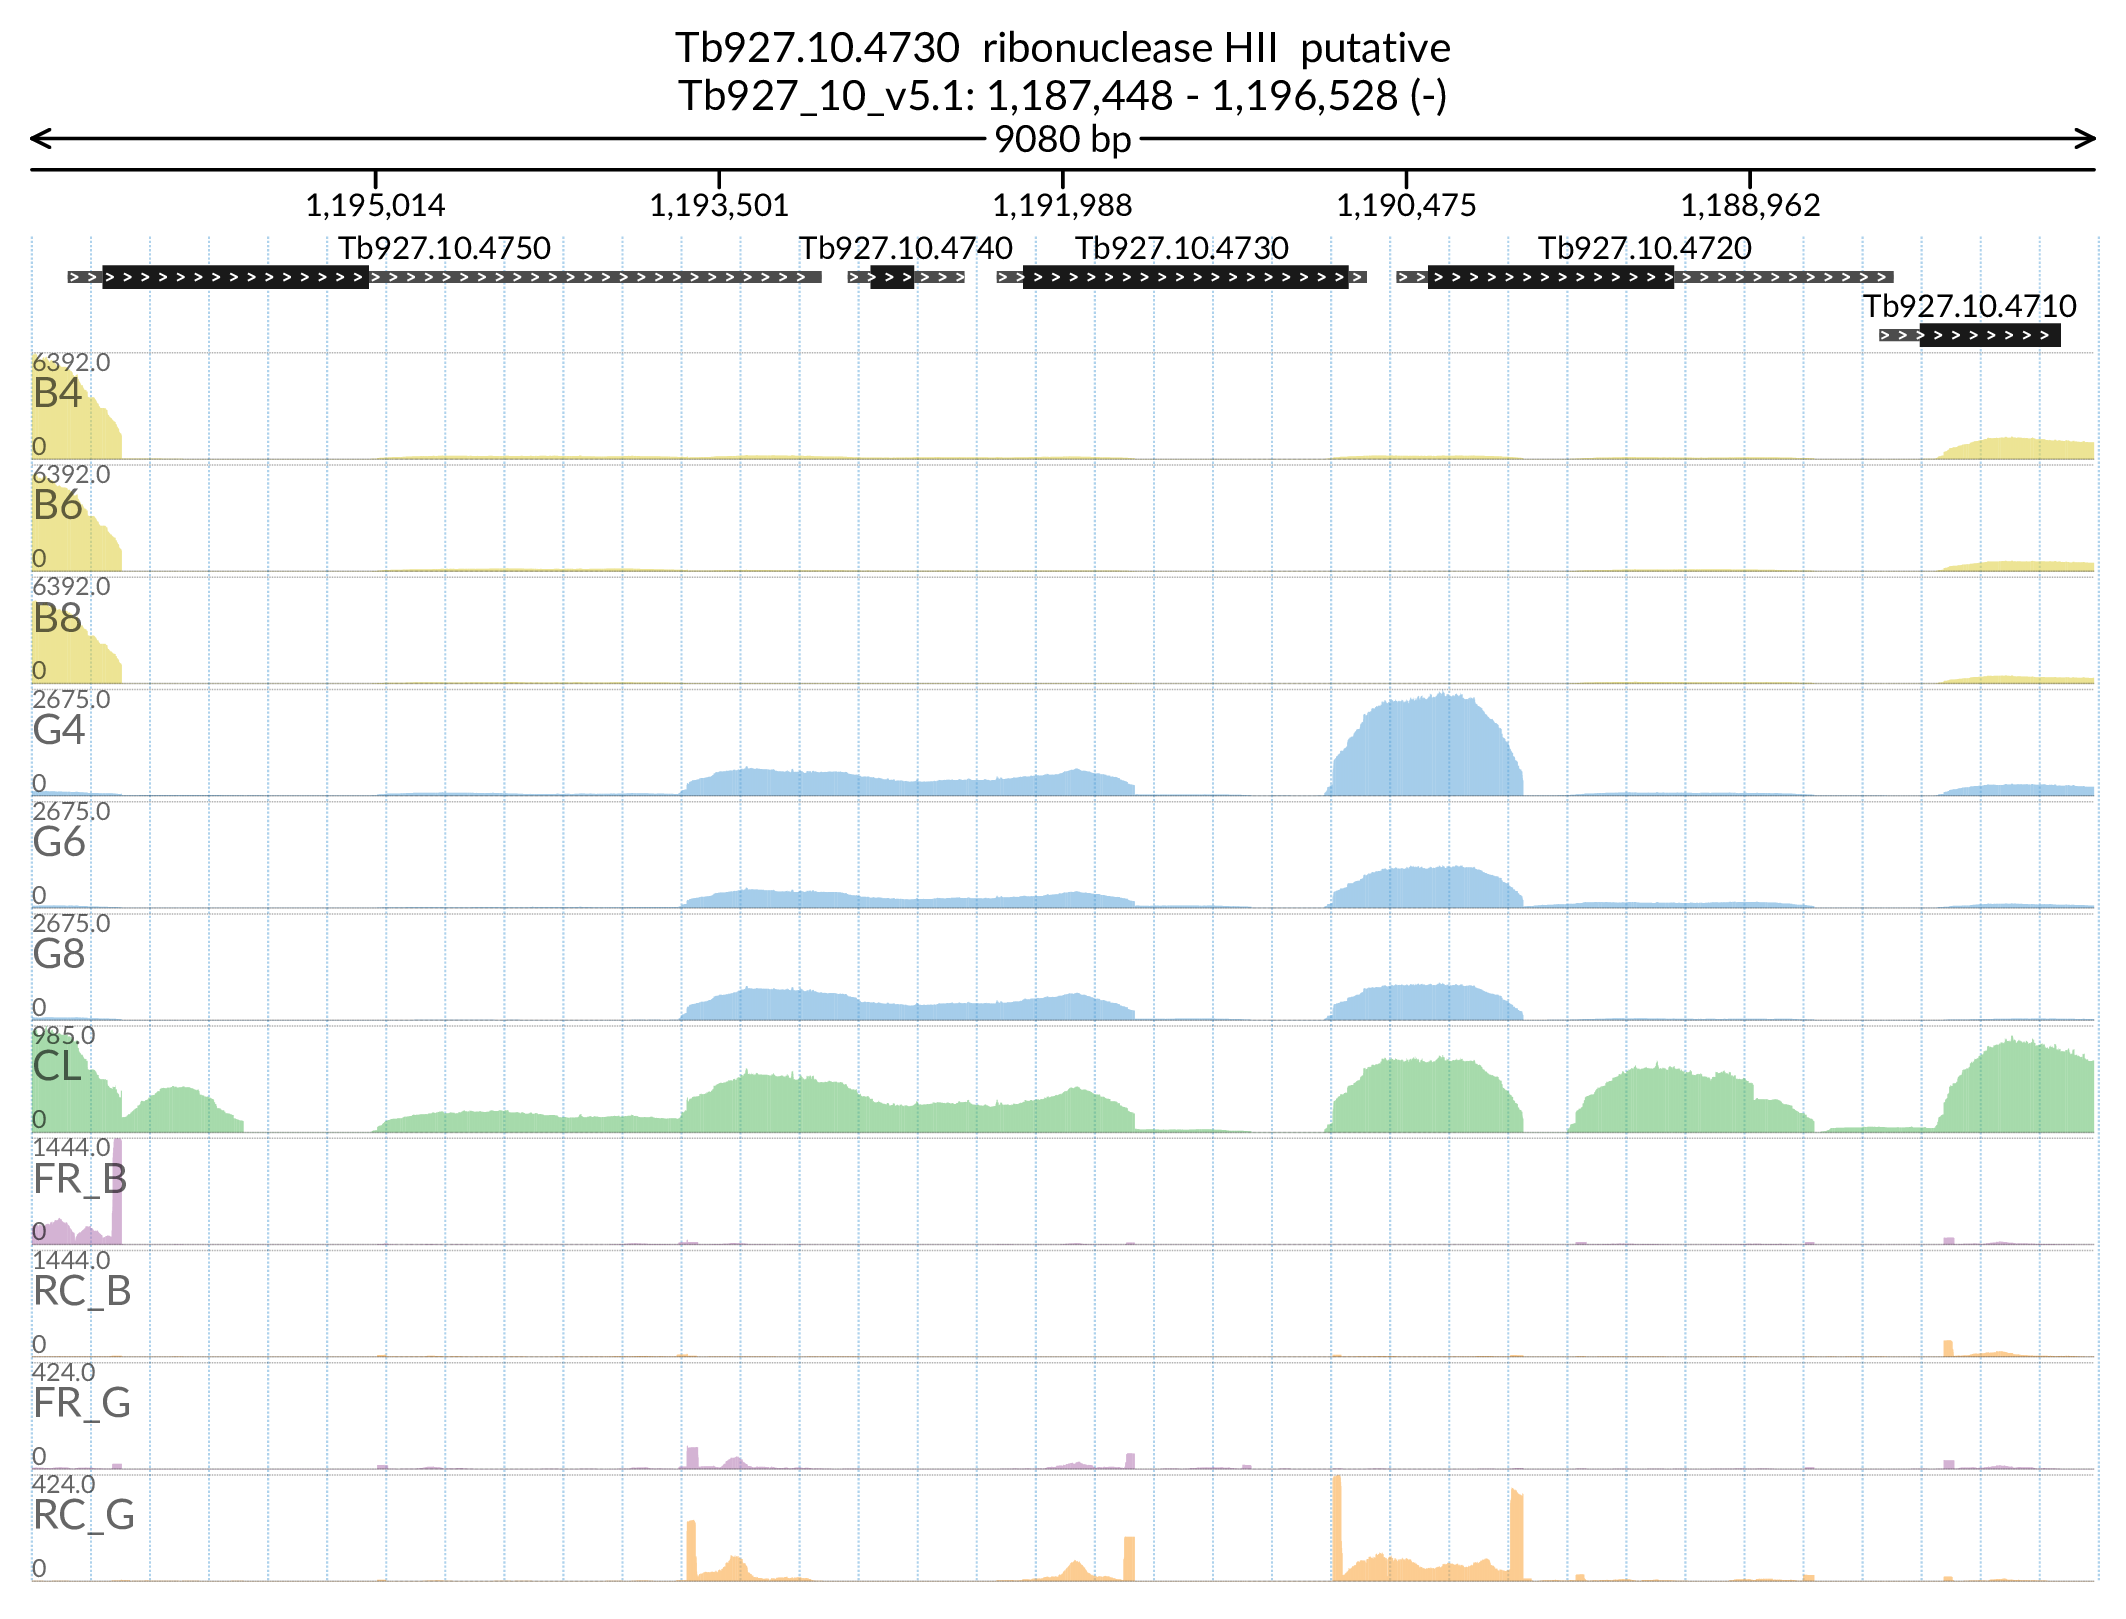 Tb927.10.4730 ribonuclease HII putative
Tb927_10_v5.1: 1,187,448 - 1,196,528 (-)
9080 bp
1,195,014 1,193,501 1,191,988 1,190,475 1,188,962
Tb927.10.4750 Tb927.10.4740 Tb927.10.4730 Tb927.10.4720
Tb927.10.4710
6392.0
B4
0
6392.0
B6
0
6392.0
B8
0
2675.0
G4
0
2675.0
G6
0
2675.0
G8
0
985.0
CL
0
1444.0
FR_B
0
1444.0
RC_B
0
424.0
FR_G
0
424.0
RC_G
0